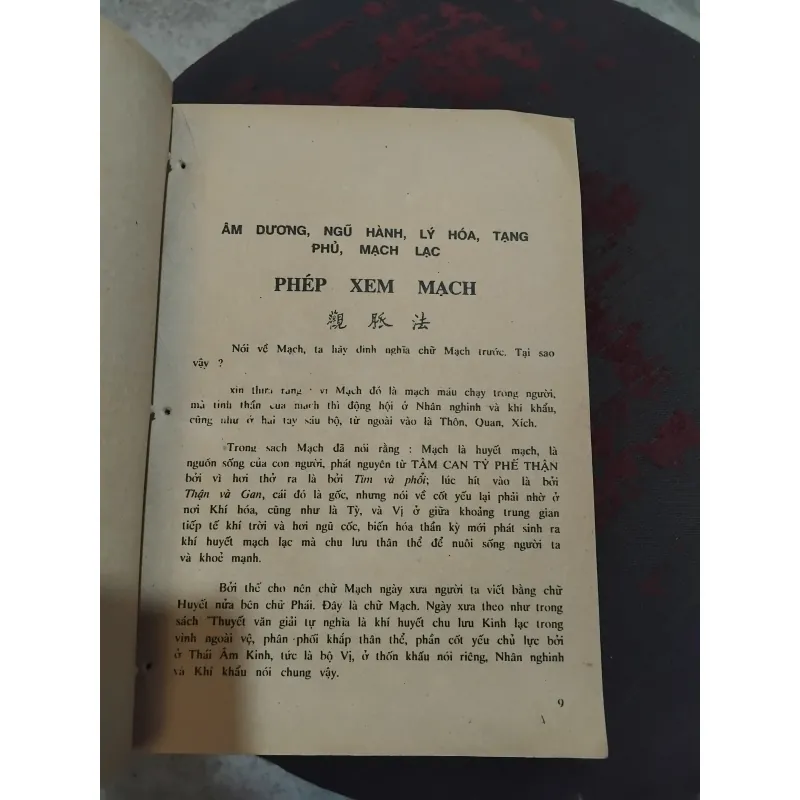 ÂM DƯƠNG, NGŨ HÀNH, LÝ HÓA, TẠNG
PHỦ, MẠCH LẠC
PHÉP XEM MẠCH
觀脈法
Nói về Mạch, ta hãy định nghĩa chữ Mạch trước. Tại sao
vậy ?
xin thưa rằng : vì Mạch đó là mạch máu chạy trong người,
mà tinh thần của mạch thì động hội ở Nhân nghinh và khí khẩu,
cũng như ở hai tay sáu bộ, từ ngoài vào là Thôn, Quan, Xích.
Trong sach Mạch đã nói rằng : Mạch là huyết mạch, là
nguồn sống của con người, phát nguyên từ TÂM CAN TỲ PHẾ THẬN
bởi vì hơi thở ra là bởi Tim và phổi; lúc hít vào là bởi
Thận và Gan, cái đó là gốc, nhưng nói về cốt yếu lại phải nhờ ở
nơi Khí hóa, cũng như là Tỳ, và Vị ở giữa khoảng trung gian
tiếp tế khí trời và hơi ngũ cốc, biến hóa thần kỳ mới phát sinh ra
khí huyết mạch lạc mà chu lưu thân thể để nuôi sống người ta
và khoẻ mạnh.
Bởi thế cho nên chữ Mạch ngày xưa người ta viết bằng chữ
Huyết nửa bên chữ Phái. Đây là chữ Mạch. Ngày xưa theo như trong
sách "Thuyết văn giải tự nghĩa là khí huyết chu lưu Kinh lạc trong
vinh ngoài vệ, phân phối khắp thân thể, phần cốt yếu chủ lực bởi
ở Thái Âm Kinh, tức là bộ Vị, ở thốn khẩu nói riêng, Nhân nghinh
và Khí khẩu nói chung vậy.
9